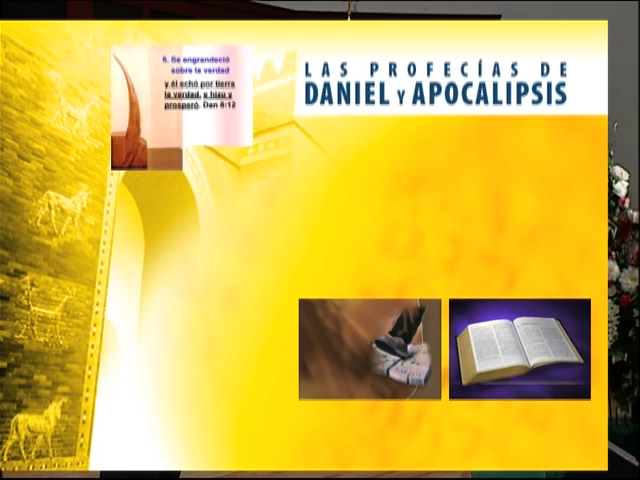 5. Se engrandeció
sobre la verdad
y él echó por tierra
la verdad, e hizo y
prosperó. Dan 8:12
LAS PROFECÍAS DE
DANIEL Y APOCALIPSIS